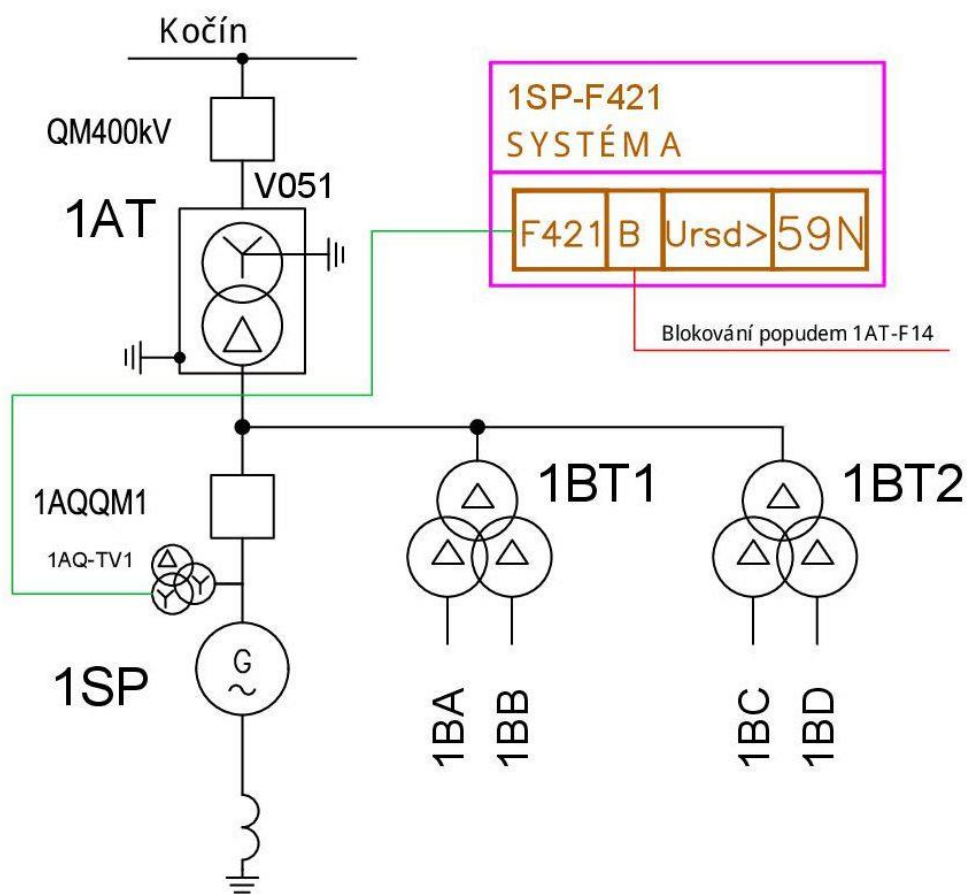 Kočín
QM400kV
V051
1AT
1SP-F421
SYSTÉM A
F421 B Ursd> 59N
Blokování popudem 1AT-F14
1AQQM1
1BT1
1BT2
1AQ-TV1
G
1SP
1BA
1BB
1BC
1BD